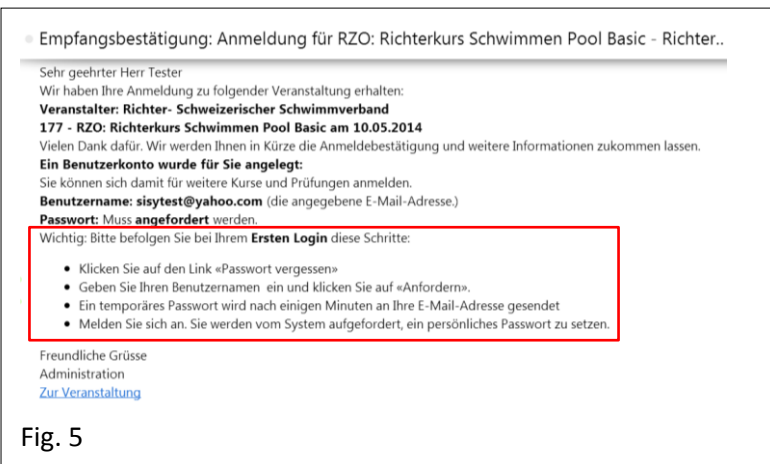 Empfangsbestätigung: Anmeldung für RZO: Richterkurs Schwimmen Pool Basic - Richter..
Sehr geehrter Herr Tester
Wir haben Ihre Anmeldung zu folgender Veranstaltung erhalten:
Veranstalter: Richter- Schweizerischer Schwimmverband
177 - RZO: Richterkurs Schwimmen Pool Basic am 10.05.2014
Vielen Dank dafür. Wir werden Ihnen in Kürze die Anmeldebestätigung und weitere Informationen zukommen lassen.
Ein Benutzerkonto wurde für Sie angelegt:
Sie können sich damit für weitere Kurse und Prüfungen anmelden.
Benutzername: sisytest@yahoo.com (die angegebene E-Mail-Adresse.)
Passwort: Muss angefordert werden.
Wichtig: Bitte befolgen Sie bei Ihrem Ersten Login diese Schritte:
• Klicken Sie auf den Link «Passwort vergessen»
• Geben Sie Ihren Benutzernamen ein und klicken Sie auf «Anfordern».
• Ein temporäres Passwort wird nach einigen Minuten an Ihre E-Mail-Adresse gesendet
• Melden Sie sich an. Sie werden vom System aufgefordert, ein persönliches Passwort zu setzen.
Freundliche Grüsse
Administration
Zur Veranstaltung
Fig. 5